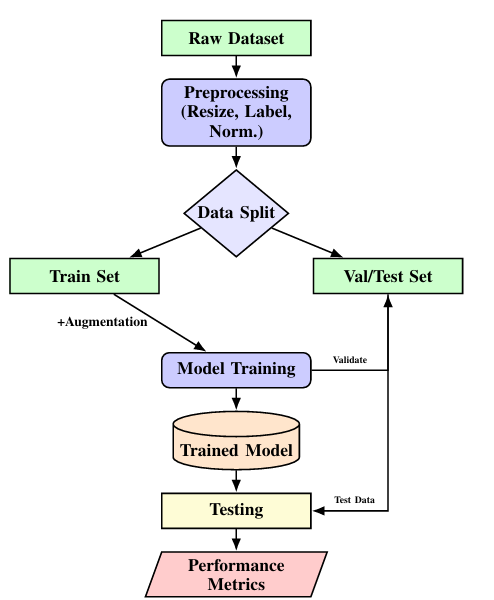 Raw Dataset
Preprocessing
(Resize, Label,
Norm.)
Data Split
Train Set
Val/Test Set
+Augmentation
Model Training
Validate
Trained Model
Testing
Test Data
Performance
Metrics